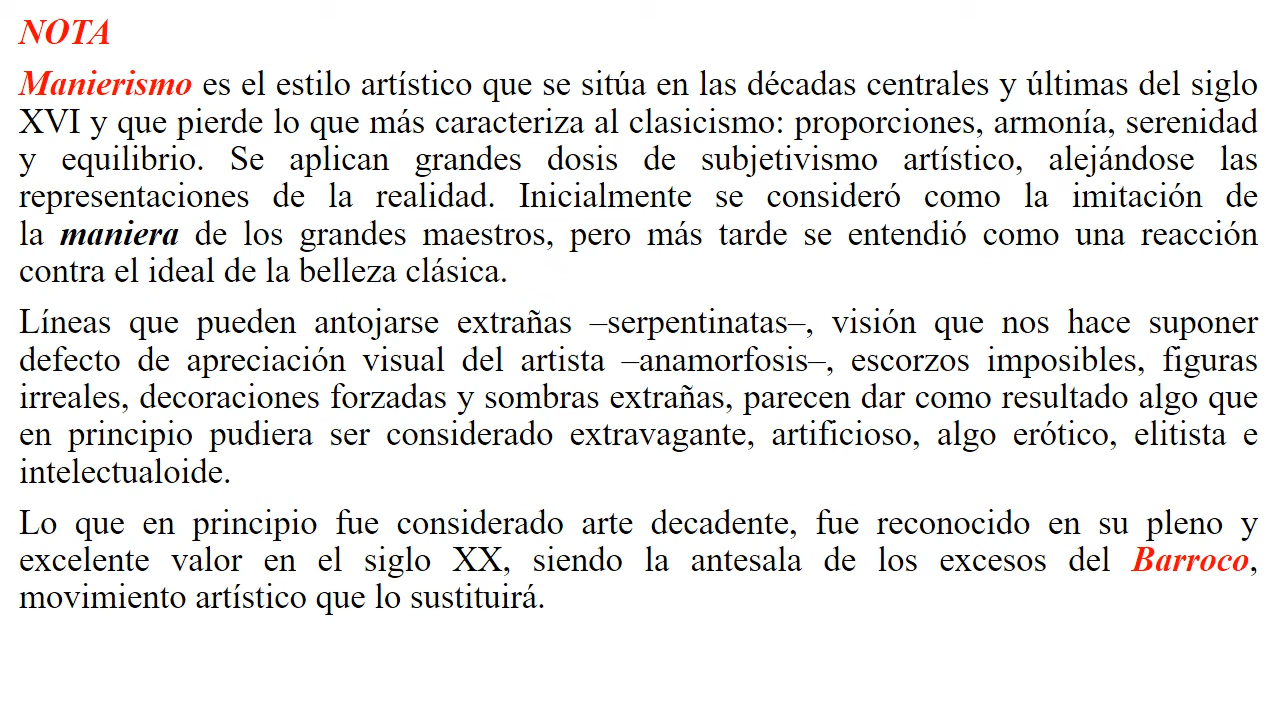 NOTA
Manierismo es el estilo artístico que se sitúa en las décadas centrales y últimas del siglo
XVI y que pierde lo que más caracteriza al clasicismo: proporciones, armonía, serenidad
y equilibrio. Se aplican grandes dosis de subjetivismo artístico, alejándose las
representaciones de la realidad. Inicialmente se consideró como la imitación de
la maniera de los grandes maestros, pero más tarde se entendió como una reacción
contra el ideal de la belleza clásica.
Líneas que pueden antojarse extrañas –serpentinatas–, visión que nos hace suponer
defecto de apreciación visual del artista –anamorfosis–, escorzos imposibles, figuras
irreales, decoraciones forzadas y sombras extrañas, parecen dar como resultado algo que
en principio pudiera ser considerado extravagante, artificioso, algo erótico, elitista e
intelectualoide.
Lo que en principio fue considerado arte decadente, fue reconocido en su pleno y
excelente valor en el siglo XX, siendo la antesala de los excesos del Barroco,
movimiento artístico que lo sustituirá.